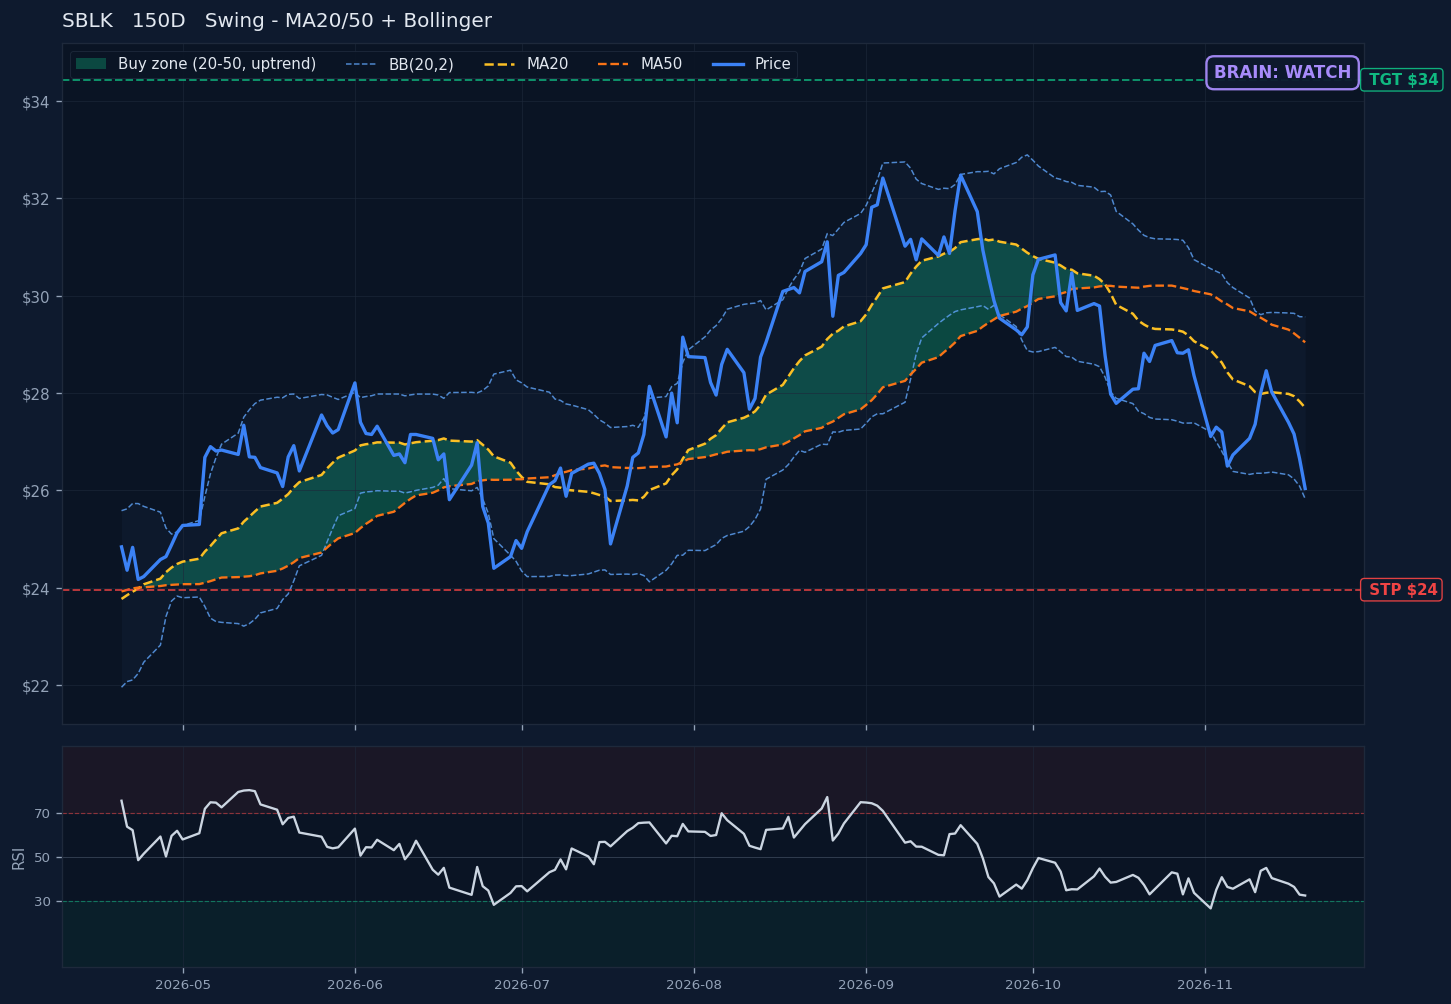 SBLK   150D   Swing - MA20/50 + Bollinger
Buy zone (20-50, uptrend)   BB(20,2)   MA20   MA50   Price
BRAIN: WATCH
TGT $34
$34
$32
$30
$28
$26
$24
STP $24
$22
RSI
70
50
30
2026-05   2026-06   2026-07   2026-08   2026-09   2026-10   2026-11